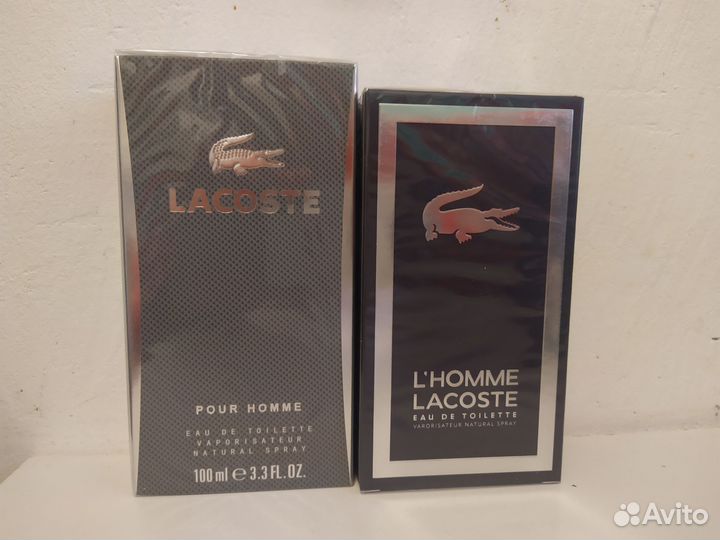 LACOSTE
POUR HOMME
EAU DE TOILETTE
VAPORISATEUR
NATURAL SPRAY
100 ml e 3.3 FL.OZ.
L'HOMME
LACOSTE
EAU DE TOILETTE
VAPORISATEUR NATURAL SPRAY
Avito